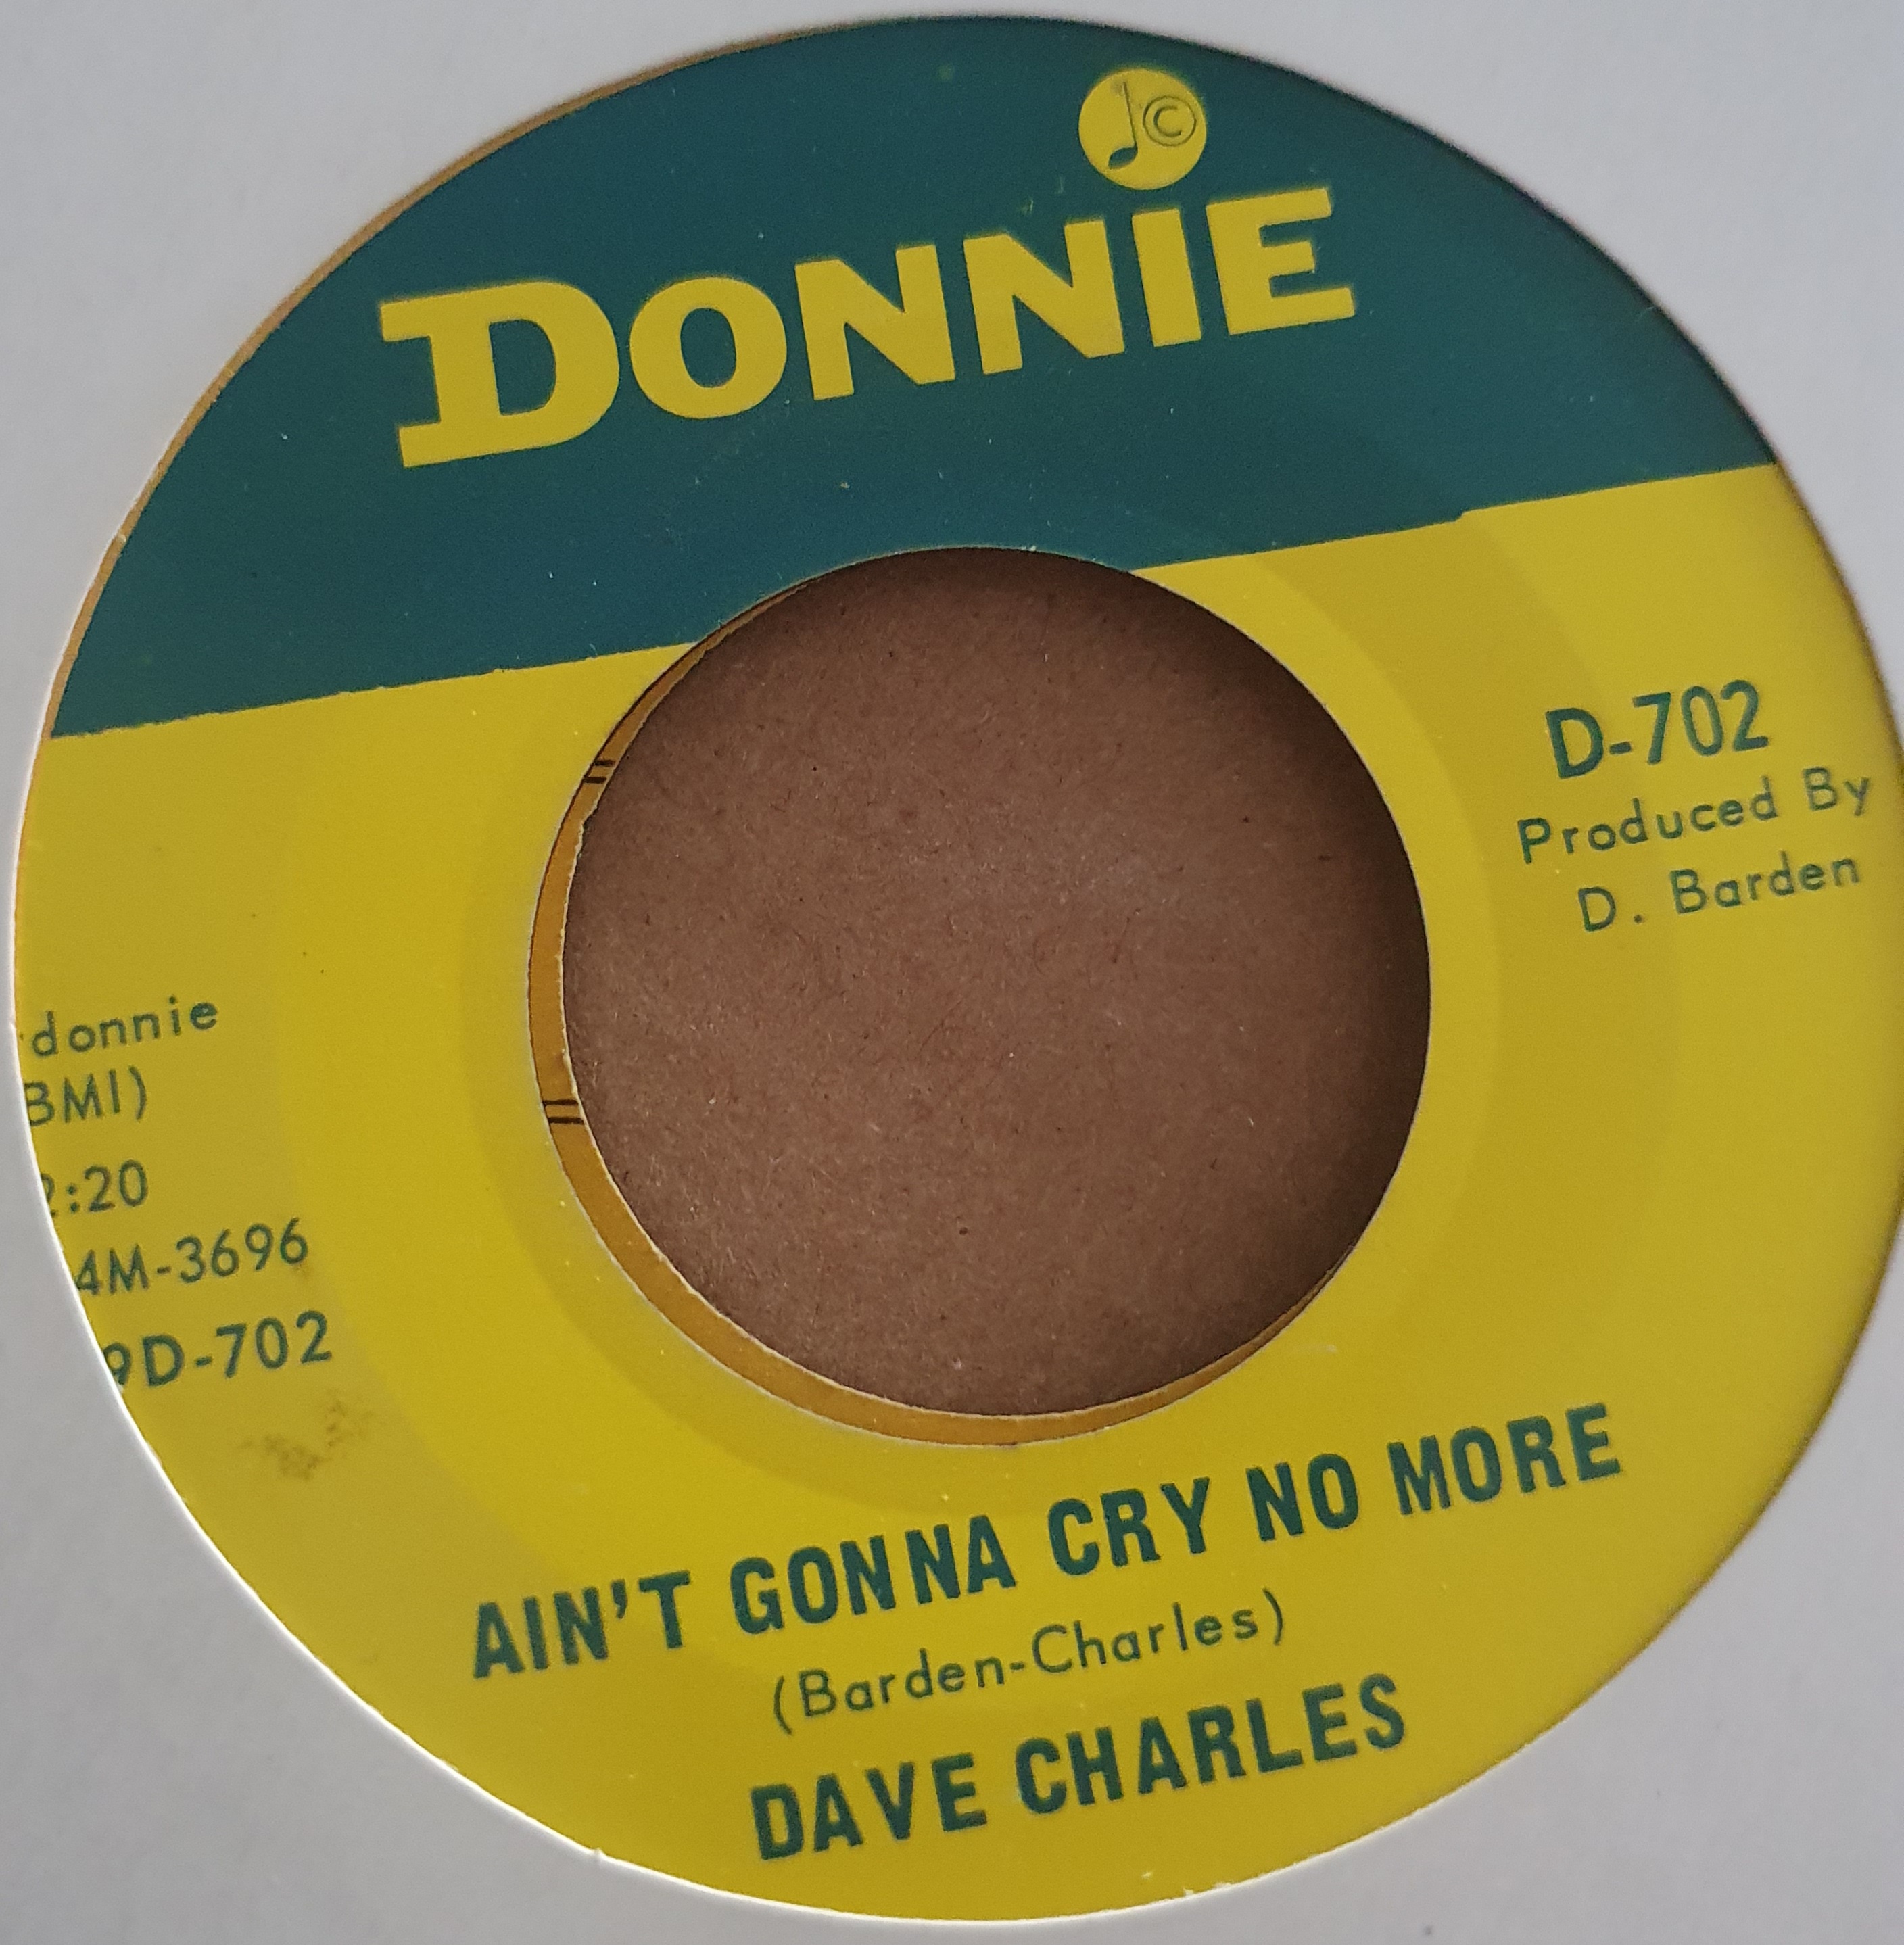 ©
DONNIE
D-702
Produced By
D. Barden
donnie
BMI)
:20
4M-3696
9D-702
AIN'T GONNA CRY NO MORE
(Barden-Charles)
DAVE CHARLES